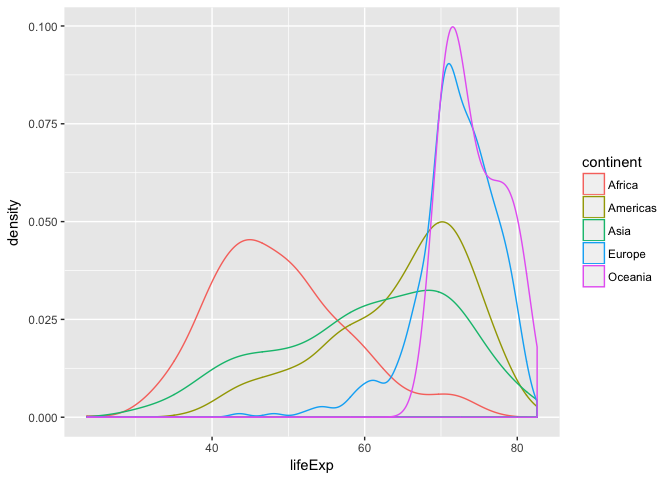 0.100
0.075
0.050
0.025
0.000
density
40
60
80
lifeExp
continent
Africa
Americas
Asia
Europe
Oceania